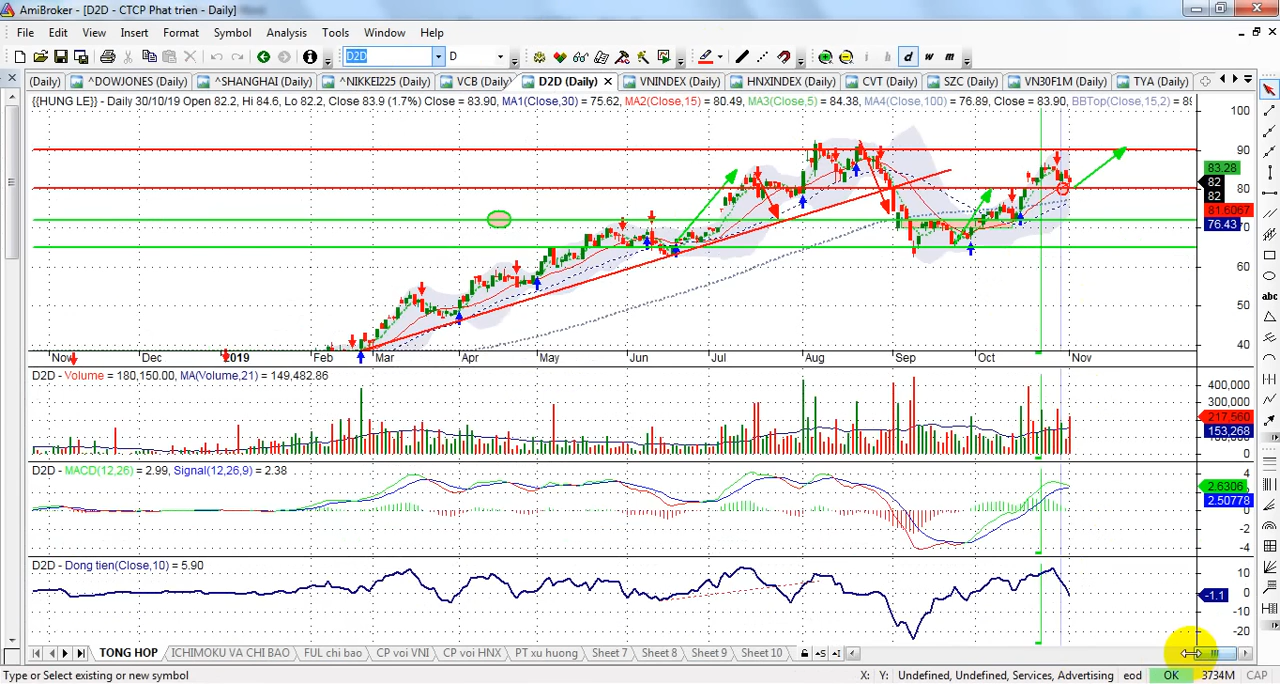 AmiBroker - [D2D - CTCP Phat trien - Daily]
File Edit View Insert Format Symbol Analysis Tools Window Help
D2D D i h d w m
(Daily) ^DOWJONES (Daily) ^SHANGHAI (Daily) ^NIKKEI225 (Daily) VCB (Daily) D2D (Daily) VNINDEX (Daily) HNXINDEX (Daily) CVT (Daily) SZC (Daily) VN30F1M (Daily) TYA (Daily)
{{HUNG LE}} - Daily 30/10/19 Open 82.2, Hi 84.6, Lo 82.2, Close 83.9 (1.7%) Close = 83.90, MA1(Close,30) = 75.62, MA2(Close,15) = 80.49, MA3(Close,5) = 84.38, MA4(Close,100) = 76.89, Close = 83.90, BBTop(Close,15,2) = 89
100
90
83.28
82
80
82
81.6067
76.43
70
60
50
40
Nov Dec 2019 Feb Mar Apr May Jun Jul Aug Sep Oct Nov
D2D - Volume = 180,150.00, MA(Volume,21) = 149,482.86
400,000
300,000
217,560
153,268
0
D2D - MACD(12,26) = 2.99, Signal(12,26,9) = 2.38
4
2.6306
2.50778
0
-2
-4
D2D - Dong tien(Close,10) = 5.90
10
0
-1.1
-10
-20
TONG HOP ICHIMOKU VA CHI BAO FUL chi bao CP voi VNI CP voi HNX PT xu huong Sheet 7 Sheet 8 Sheet 9 Sheet 10
Type or Select existing or new symbol X: Y: Undefined, Undefined, Services, Advertising eod OK 3734M CAP
abc